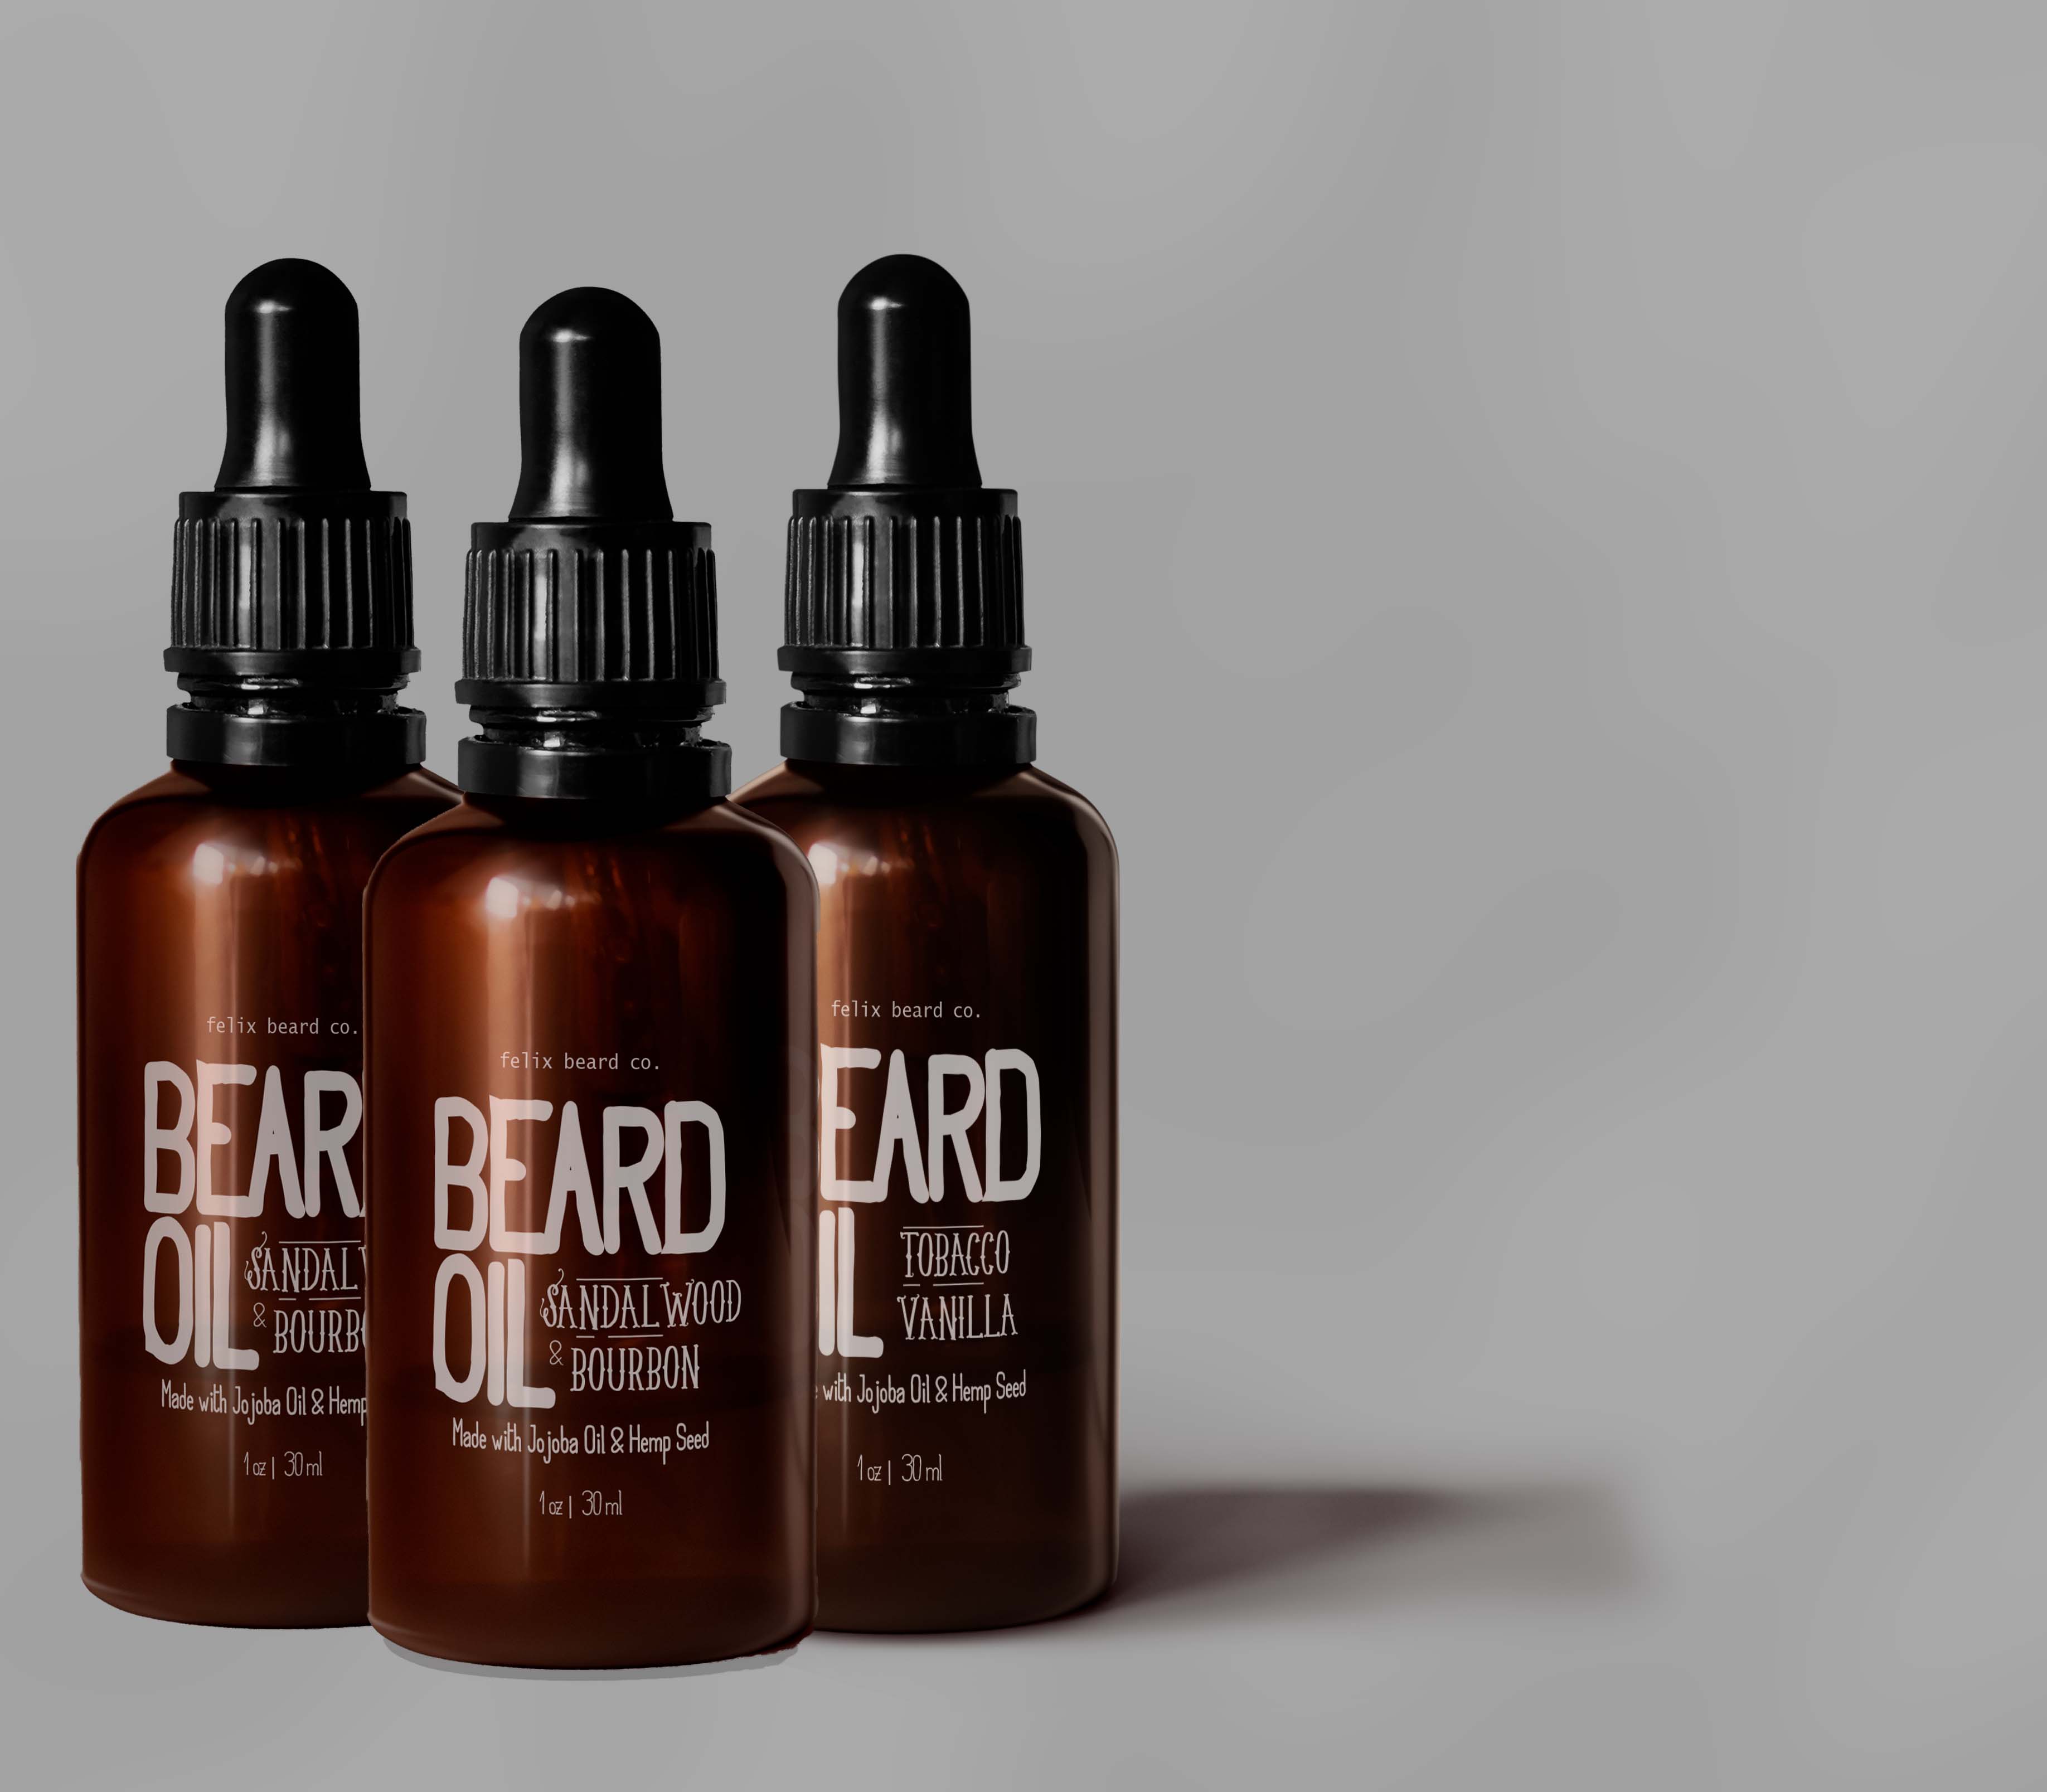 felix beard co.
BEAR
OIL
SANDAL
& BOURB
Made with Jojoba Oil & Hemp
1 oz | 30 ml
felix beard co.
BEARD
OIL
SANDALWOOD
& BOURBON
Made with Jojoba Oil & Hemp Seed
1 oz | 30 ml
felix beard co.
EARD
IL
TOBACCO
VANILLA
with Jojoba Oil & Hemp Seed
1 oz | 30 ml